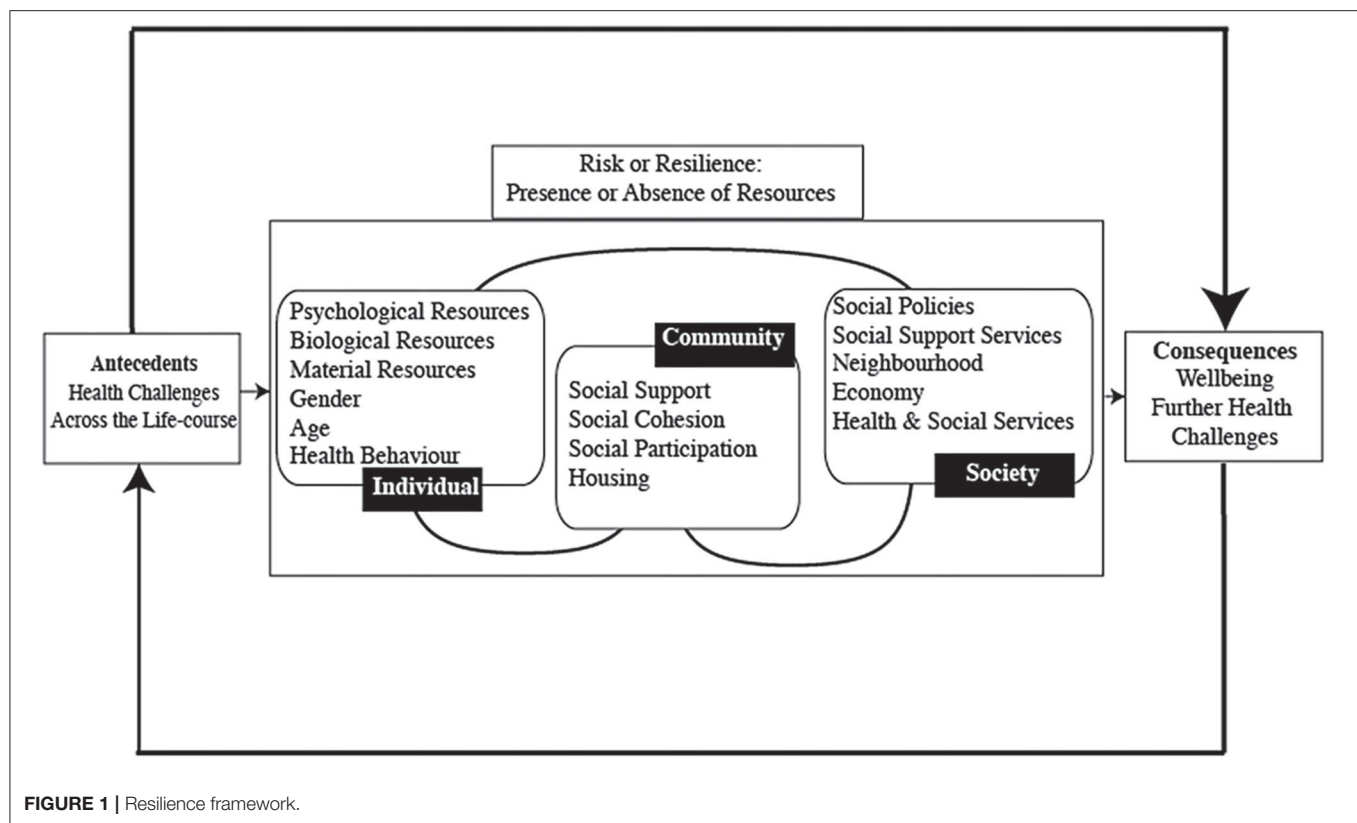 Risk or Resilience:
Presence or Absence of Resources
Antecedents
Health Challenges
Across the Life-course
Psychological Resources
Biological Resources
Material Resources
Gender
Age
Health Behaviour
Individual
Community
Social Support
Social Cohesion
Social Participation
Housing
Social Policies
Social Support Services
Neighbourhood
Economy
Health & Social Services
Society
Consequences
Wellbeing
Further Health
Challenges
FIGURE 1 | Resilience framework.